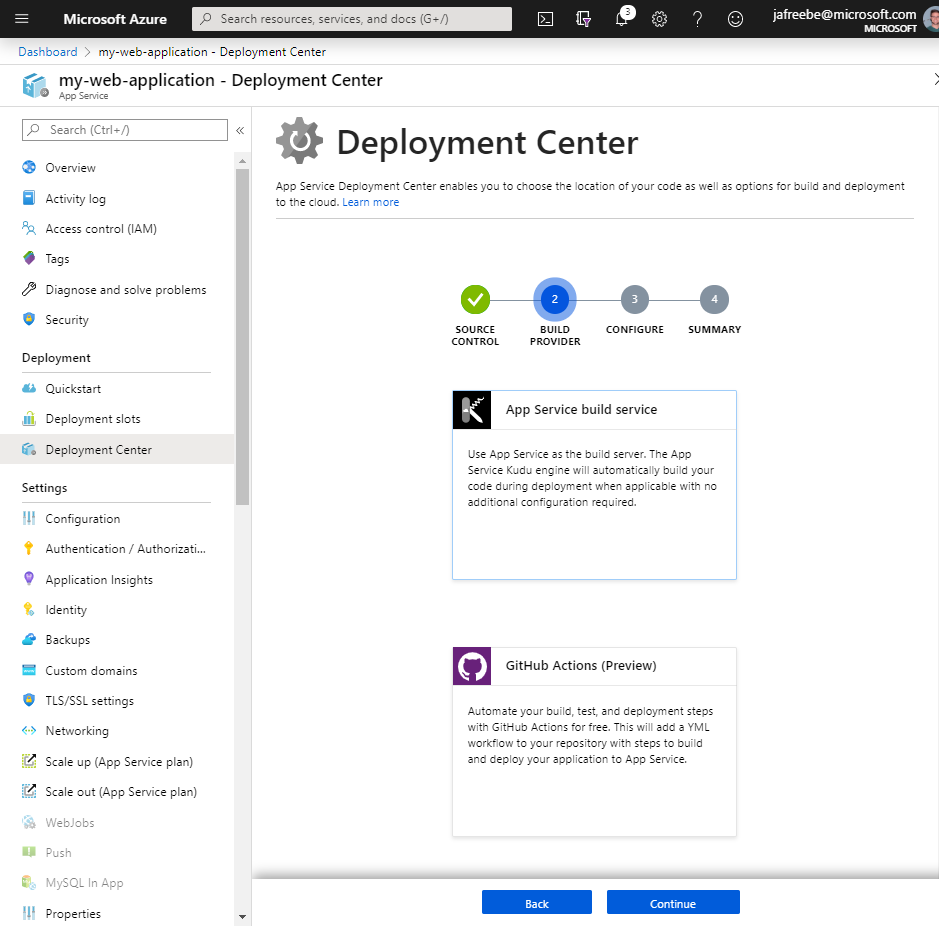 Microsoft Azure
Search resources, services, and docs (G+/)
3
jafreebe@microsoft.com
MICROSOFT
Dashboard > my-web-application - Deployment Center
my-web-application - Deployment Center
App Service
Search (Ctrl+/)
Overview
Activity log
Access control (IAM)
Tags
Diagnose and solve problems
Security
Deployment
Quickstart
Deployment slots
Deployment Center
Settings
Configuration
Authentication / Authorizati...
Application Insights
Identity
Backups
Custom domains
TLS/SSL settings
Networking
Scale up (App Service plan)
Scale out (App Service plan)
WebJobs
Push
MySQL In App
Properties
Deployment Center
App Service Deployment Center enables you to choose the location of your code as well as options for build and deployment
to the cloud. Learn more
2
3
4
SOURCE
CONTROL
BUILD
PROVIDER
CONFIGURE
SUMMARY
App Service build service
Use App Service as the build server. The App
Service Kudu engine will automatically build your
code during deployment when applicable with no
additional configuration required.
GitHub Actions (Preview)
Automate your build, test, and deployment steps
with GitHub Actions for free. This will add a YML
workflow to your repository with steps to build
and deploy your application to App Service.
Back
Continue